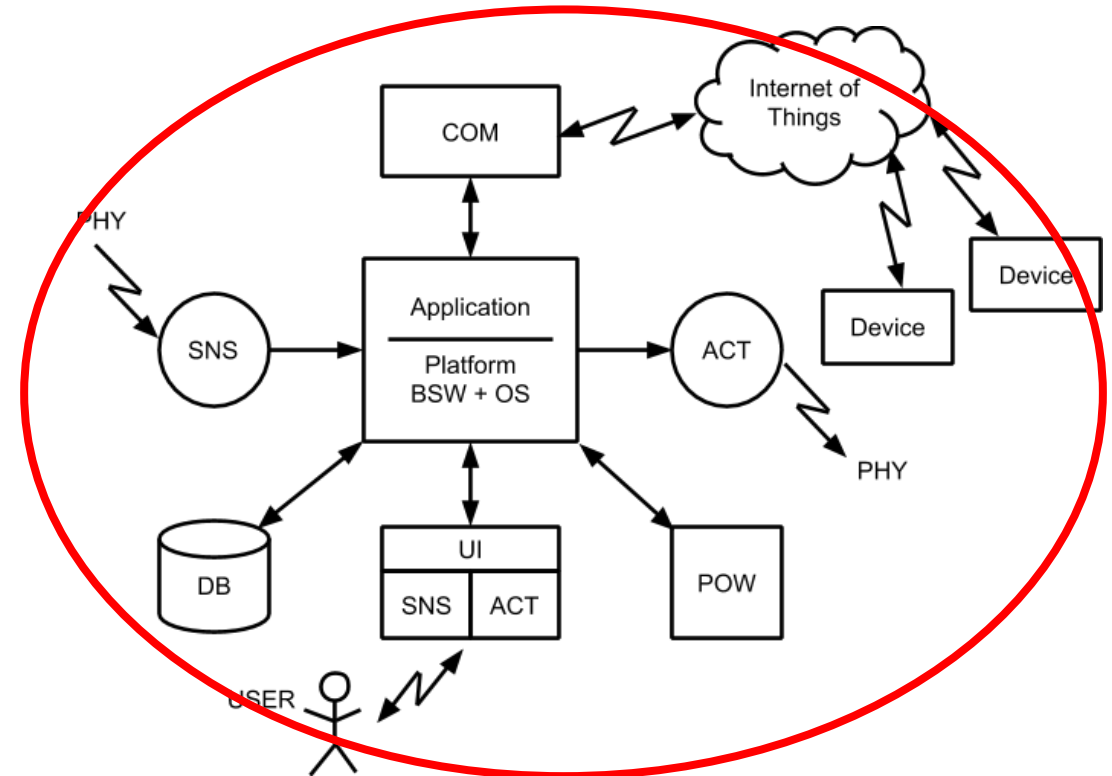 Internet of
Things
COM
PHY
Application
Platform
BSW + OS
SNS
ACT
Device
Device
PHY
UI
SNS
ACT
DB
POW
USER